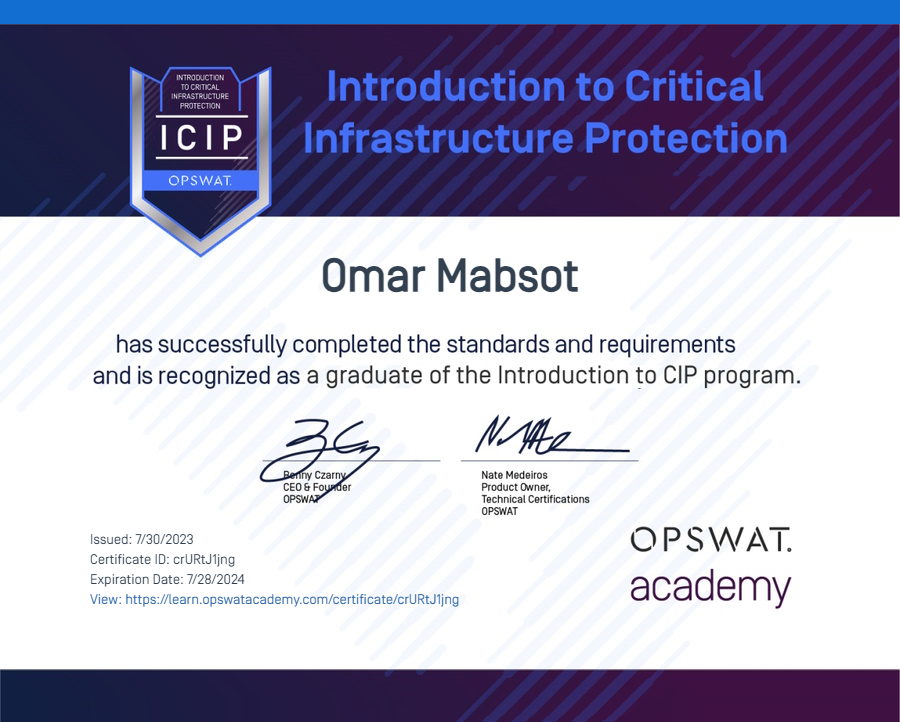 INTRODUCTION
TO CRITICAL
INFRASTRUCTURE
PROTECTION
ICIP
OPSWAT.
Introduction to Critical
Infrastructure Protection
Omar Mabsot
has successfully completed the standards and requirements
and is recognized as a graduate of the Introduction to CIP program.
Benny Czarny
CEO & Founder
OPSWAT
Nate Medeiros
Product Owner,
Technical Certifications
OPSWAT
Issued: 7/30/2023
Certificate ID: crURtJ1jng
Expiration Date: 7/28/2024
View: https://learn.opswatacademy.com/certificate/crURtJ1jng
OPSWAT.
academy